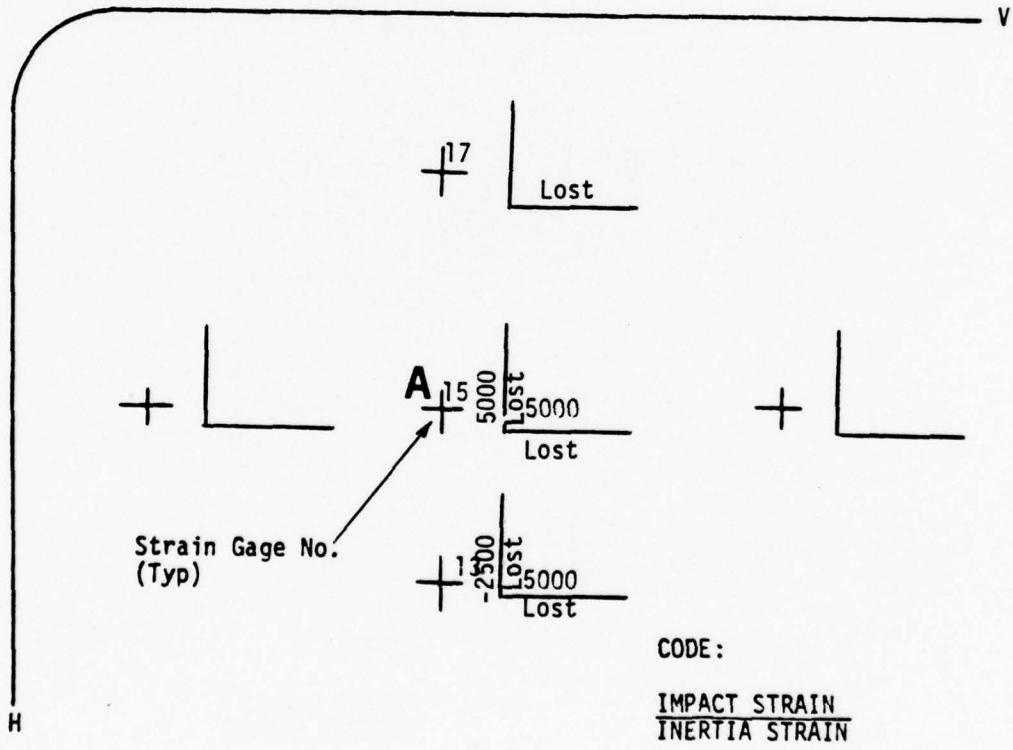 V
17
Lost
A
15
5000
Lost
5000
Lost
Strain Gage No.
(Typ)
-2500
Lost
5000
Lost
CODE:
IMPACT STRAIN
INERTIA STRAIN
H